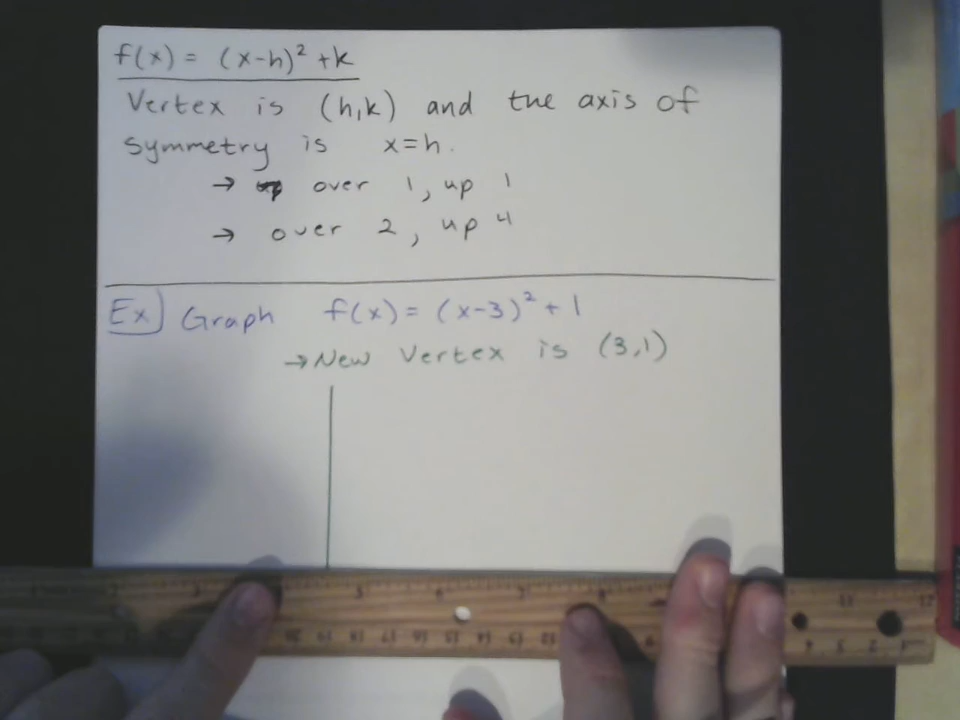 f(x) = (x-h)² + k
Vertex is (h,k) and the axis of
symmetry is x=h.
→ over 1, up 1
→ over 2, up 4
Ex) Graph f(x) = (x-3)² + 1
→ New Vertex is (3,1)